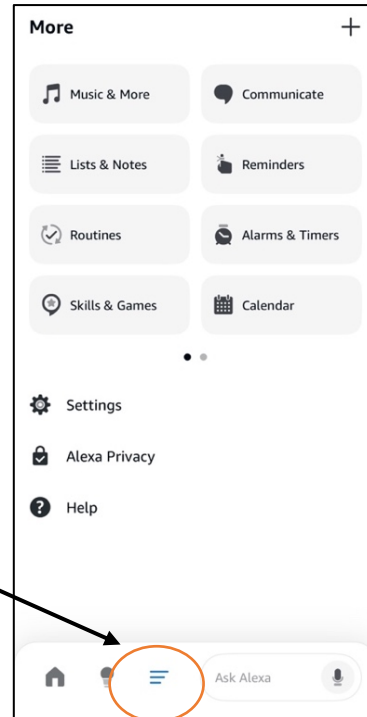 More
Music & More
Communicate
Lists & Notes
Reminders
Routines
Alarms & Timers
Skills & Games
Calendar
Settings
Alexa Privacy
Help
Ask Alexa